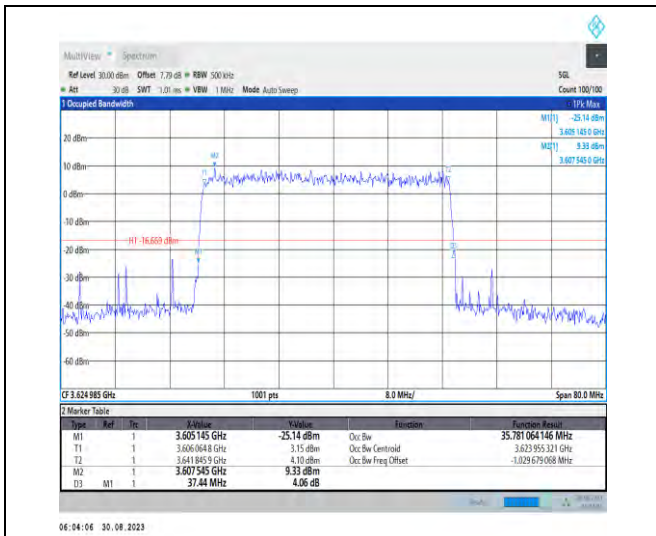 MultiView Spectrum
Ref Level 30.00 dBm Offset 7.79 dB RBW 500 kHz SGL
Att 30 dB SWT 1.01 ms VBW 1 MHz Mode Auto Sweep Count 100/100
1 Occupied Bandwidth 1Pk Max
M1[1] -25.14 dBm
3.605 145 0 GHz
M2[1] 9.33 dBm
3.607 545 0 GHz
20 dBm
M2
10 dBm
T1 T2
0 dBm
-10 dBm
H1 -16.669 dBm
-20 dBm
M1 D3
-30 dBm
-40 dBm
-50 dBm
-60 dBm
CF 3.624 985 GHz 1001 pts 8.0 MHz/ Span 80.0 MHz
2 Marker Table
Type Ref Trc X-Value Y-Value Function Function Result
M1 1 3.605 145 GHz -25.14 dBm Occ Bw 35.781 064 146 MHz
T1 1 3.606 064 8 GHz 3.15 dBm Occ Bw Centroid 3.623 955 321 GHz
T2 1 3.641 845 9 GHz 4.10 dBm Occ Bw Freq Offset -1.029 679 068 MHz
M2 1 3.607 545 GHz 9.33 dBm
D3 M1 1 37.44 MHz 4.06 dB
06:04:06 30.08.2023